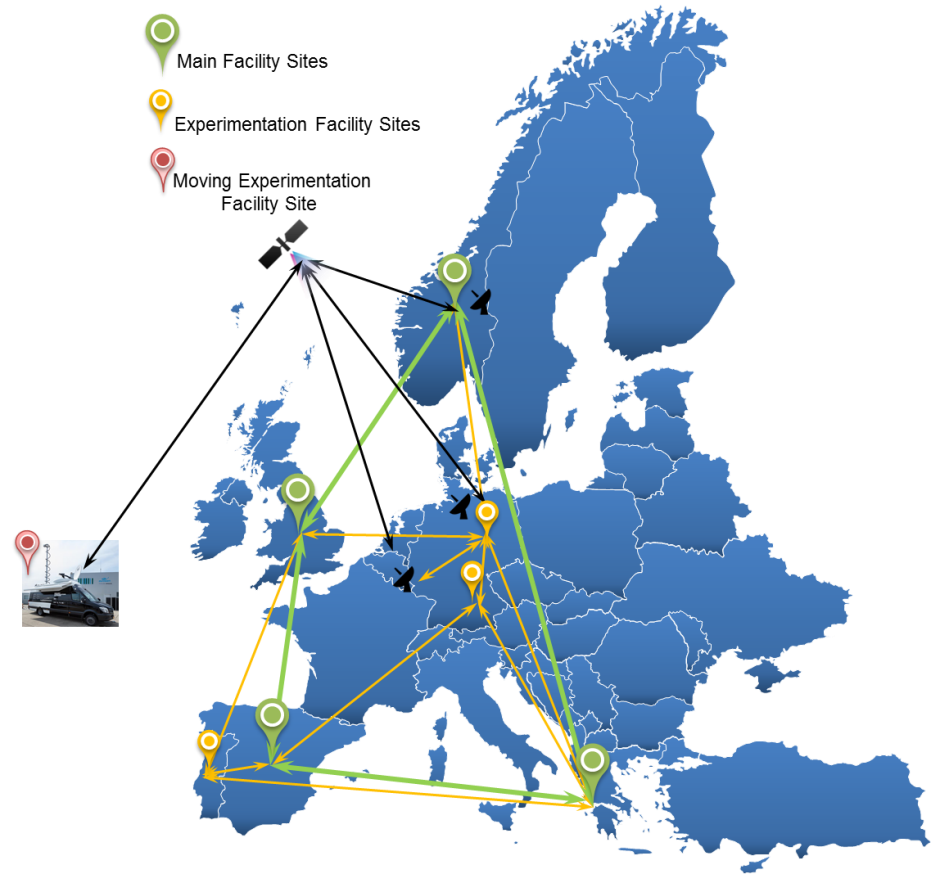 Main Facility Sites
Experimentation Facility Sites
Moving Experimentation
Facility Site